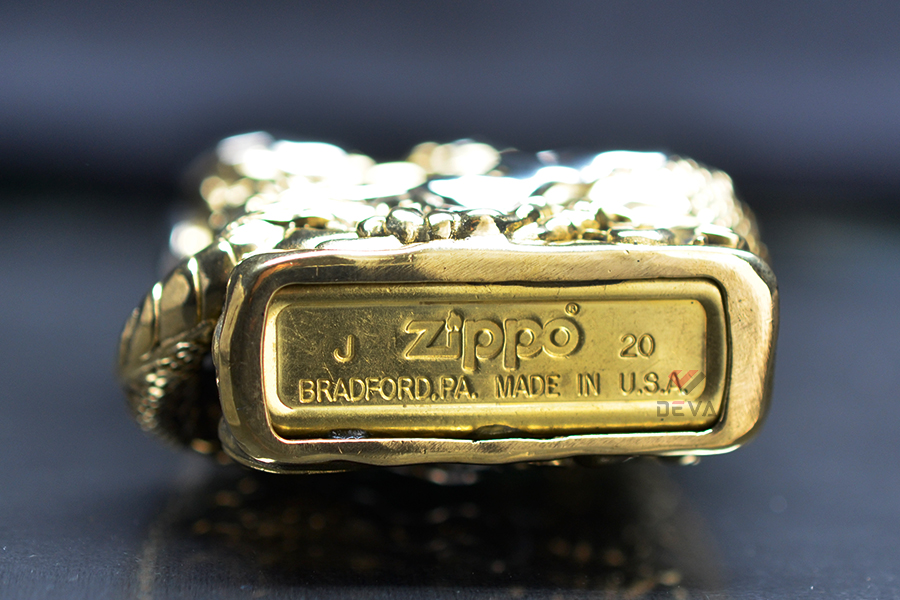 J zippo® 20
BRADFORD,PA. MADE IN U.S.A.
DEVA